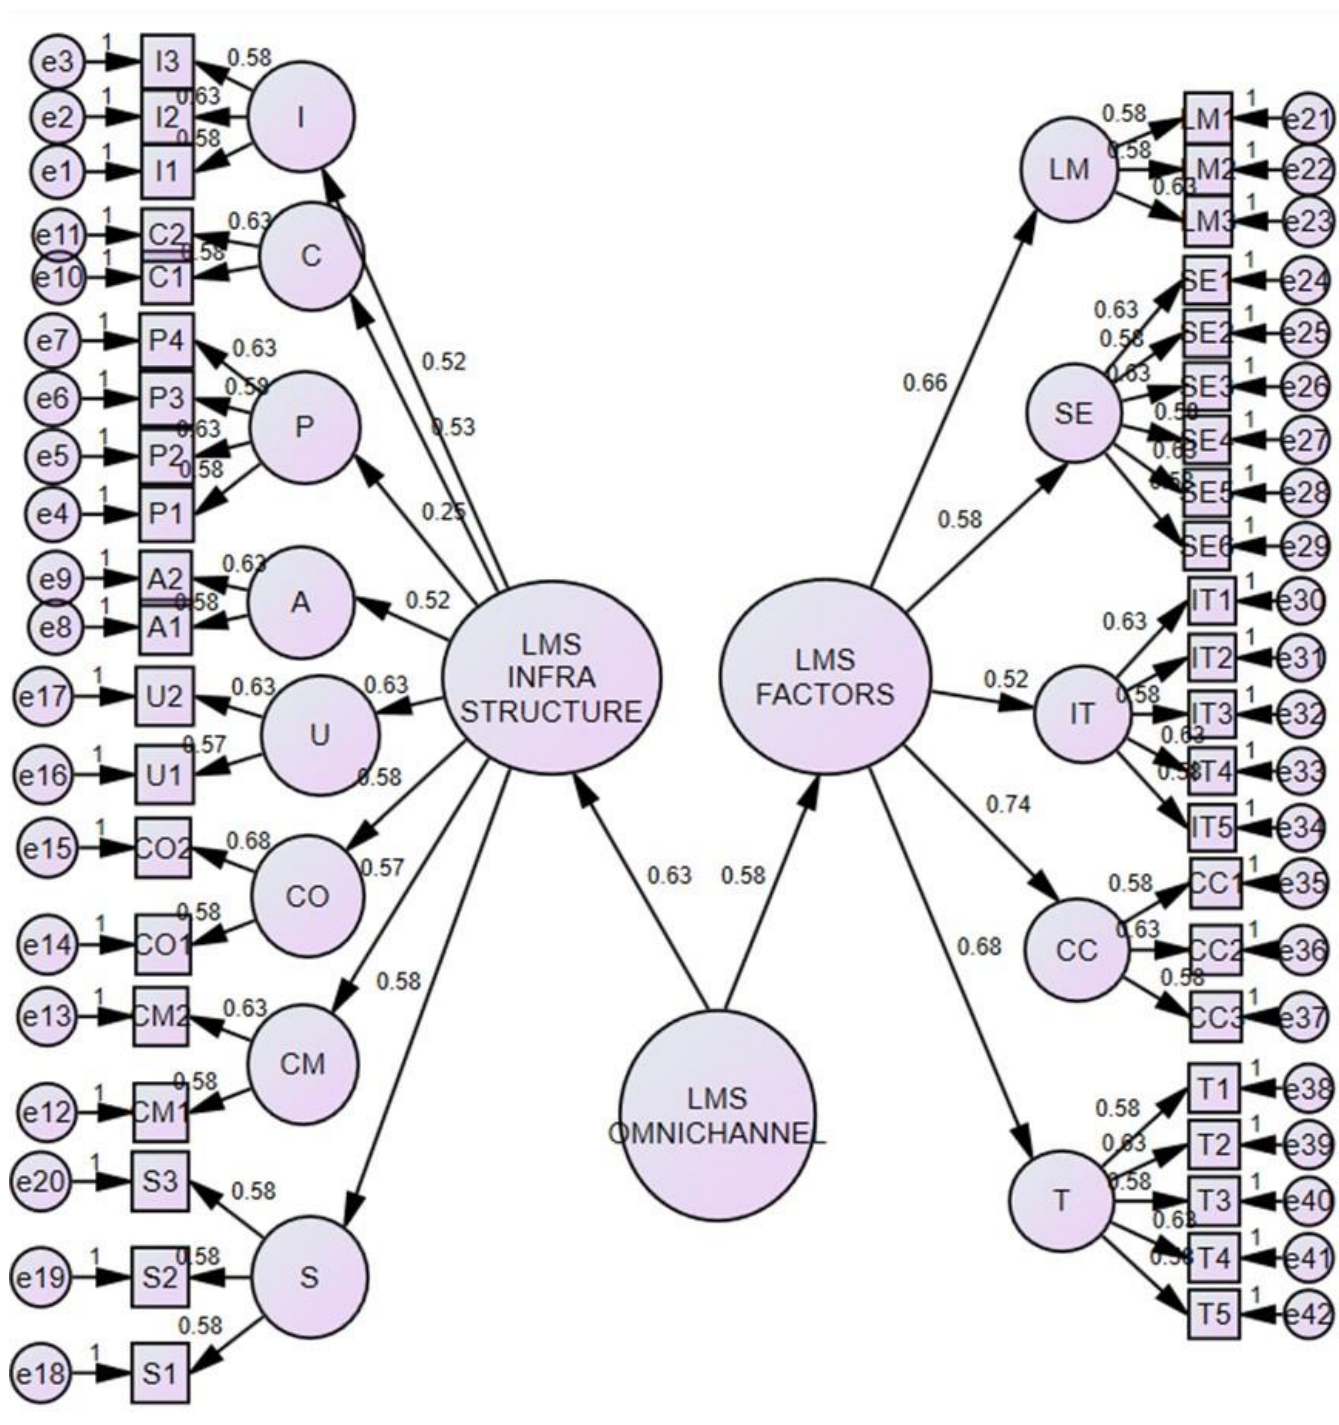 e3 1 I3 0.58
e2 1 I2 0.63 I
e1 1 I1 0.58
e11 1 C2 0.63
e10 1 C1 0.58 C
e7 1 P4 0.63
e6 1 P3 0.58 P
e5 1 P2 0.63
e4 1 P1 0.58
e9 1 A2 0.63
e8 1 A1 0.58 A
e17 1 U2 0.63
e16 1 U1 0.57 U
e15 1 CO2 0.68
e14 1 CO1 0.58 CO
e13 1 CM2 0.63
e12 1 CM1 0.58 CM
e20 1 S3 0.58
e19 1 S2 0.58 S
e18 1 S1 0.58
0.52
0.53
0.25
0.52
0.63
0.58
0.57
0.58
LMS
INFRA
STRUCTURE
LMS
FACTORS
0.63 0.58
LMS
OMNICHANNEL
0.66
0.58
0.52
0.74
0.68
0.58 LM1 1 e21
LM 0.58 LM2 1 e22
0.63 LM3 1 e23
0.63 SE1 1 e24
0.58 SE2 1 e25
SE 0.63 SE3 1 e26
0.58 SE4 1 e27
0.63 SE5 1 e28
SE6 1 e29
0.63 IT1 1 e30
IT2 1 e31
IT 0.58 IT3 1 e32
0.63 IT4 1 e33
0.58 IT5 1 e34
0.58 CC1 1 e35
CC 0.63 CC2 1 e36
0.58 CC3 1 e37
0.58 T1 1 e38
0.63 T2 1 e39
T 0.58 T3 1 e40
0.63 T4 1 e41
0.58 T5 1 e42